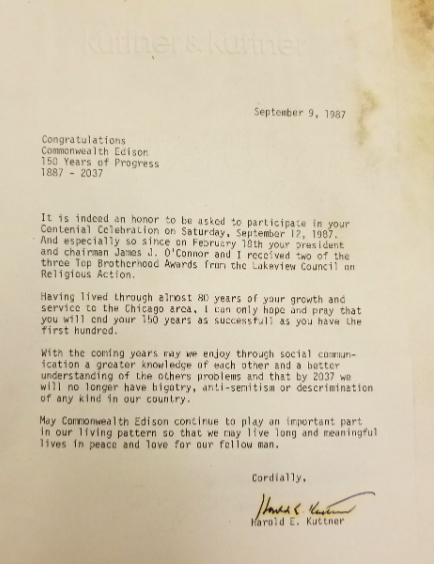 kuttner & kuttner
September 9, 1987
Congratulations
Commonwealth Edison
150 Years of Progress
1887 - 2037
It is indeed an honor to be asked to participate in your
Centenial Celebration on Saturday, September 12, 1987.
And especially so since on February 18th your president
and chairman James J. O'Connor and I received two of the
three Top Brotherhood Awards from the Lakeview Council on
Religious Action.
Having lived through almost 80 years of your growth and
service to the Chicago area, I can only hope and pray that
you will end your 150 years as successfull as you have the
first hundred.
With the coming years may we enjoy through social commun-
ication a greater knowledge of each other and a better
understanding of the others problems and that by 2037 we
will no longer have bigotry, anti-semitism or descrimination
of any kind in our country.
May Commonwealth Edison continue to play an important part
in our living pattern so that we may live long and meaningful
lives in peace and love for our fellow man.
Cordially,
Harold E. Kuttner
Harold E. Kuttner